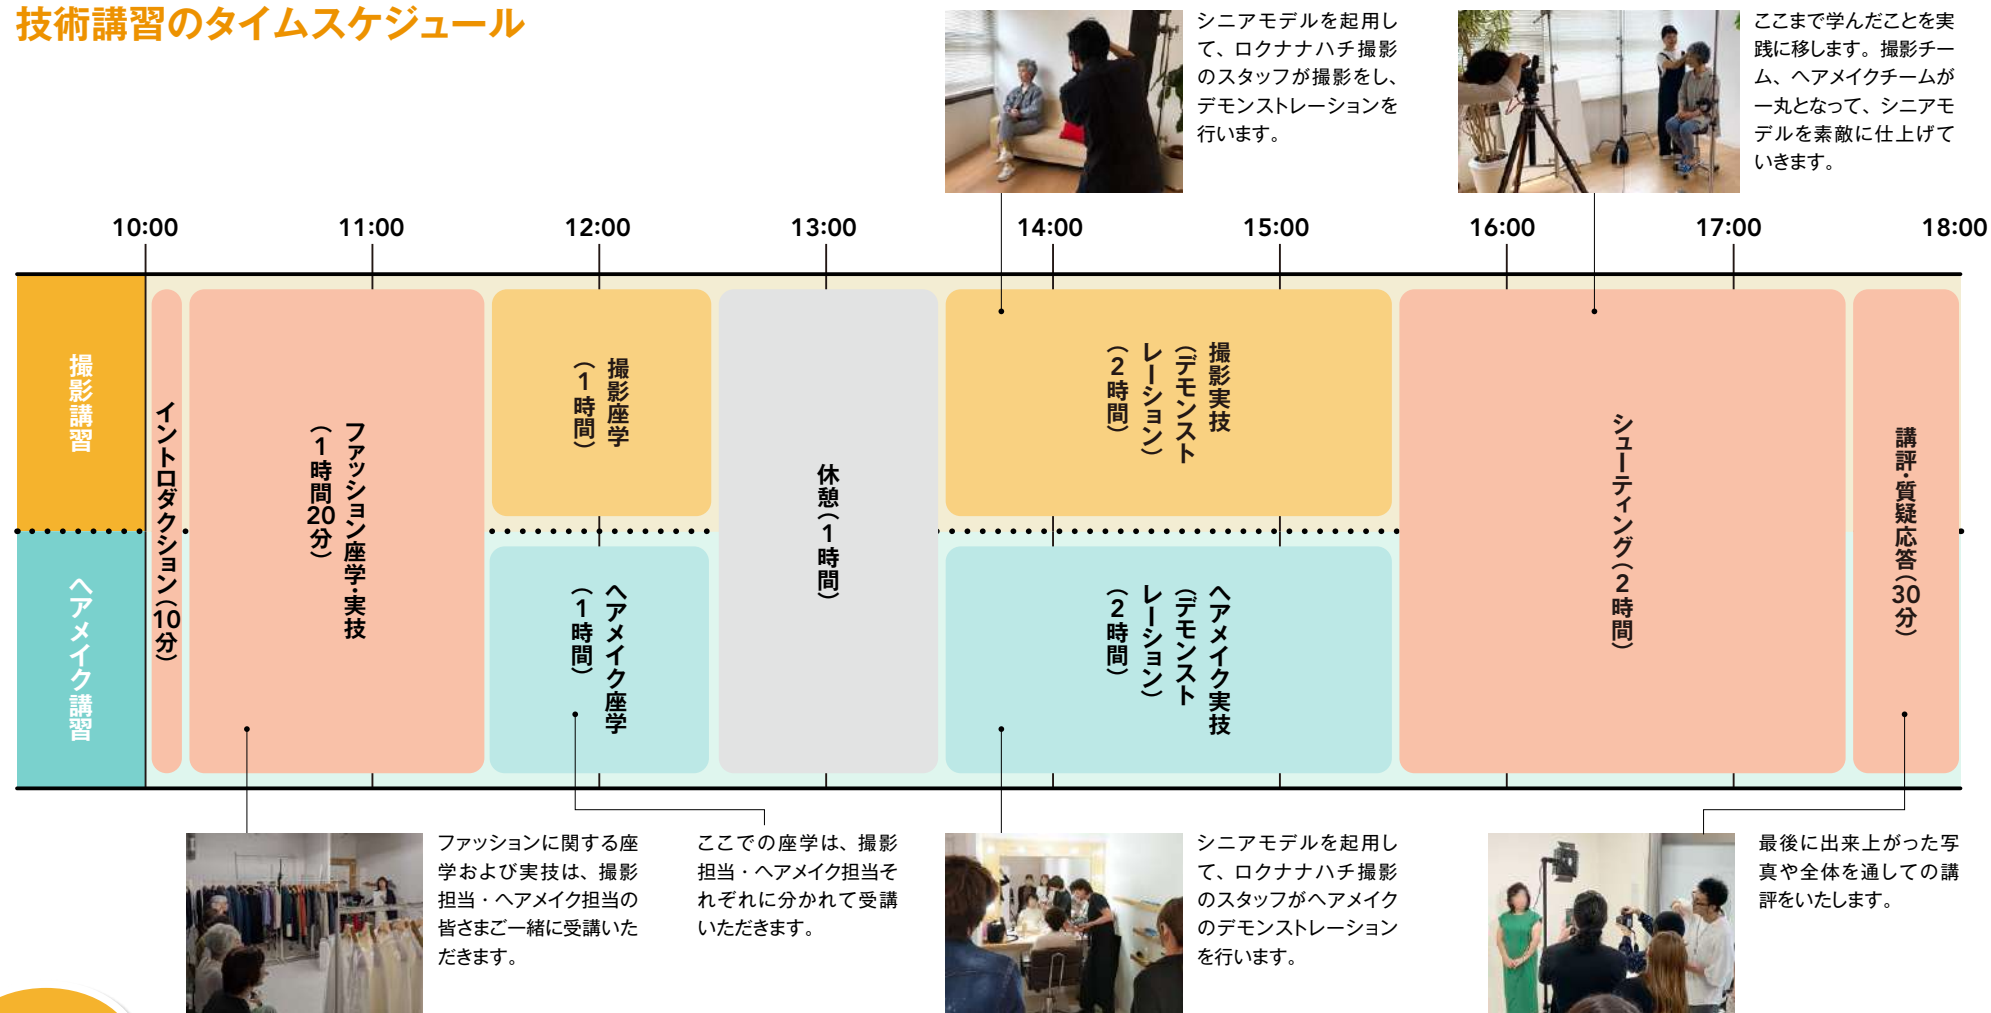 技術講習のタイムスケジュール
シニアモデルを起用し
て、ロクナナハチ撮影
のスタッフが撮影をし、
デモンストレーションを
行います。
ここまで学んだことを実
践に移します。撮影チー
ム、ヘアメイクチームが
一丸となって、シニアモ
デルを素敵に仕上げて
いきます。
10:00
11:00
12:00
13:00
14:00
15:00
16:00
17:00
18:00
撮影講習
ヘアメイク講習
イントロダクション（10分）
ファッション座学・実技
（1時間20分）
撮影座学
（1時間）
ヘアメイク座学
（1時間）
休憩（1時間）
撮影実技
（デモンスト
レーション）
（2時間）
ヘアメイク実技
（デモンスト
レーション）
（2時間）
シューティング（2時間）
講評・質疑応答（30分）
ファッションに関する座
学および実技は、撮影
担当・ヘアメイク担当の
皆さまご一緒に受講いた
だきます。
ここでの座学は、撮影
担当・ヘアメイク担当そ
れぞれに分かれて受講
いただきます。
シニアモデルを起用し
て、ロクナナハチ撮影
のスタッフがヘアメイク
のデモンストレーション
を行います。
最後に出来上がった写
真や全体を通しての講
評をいたします。